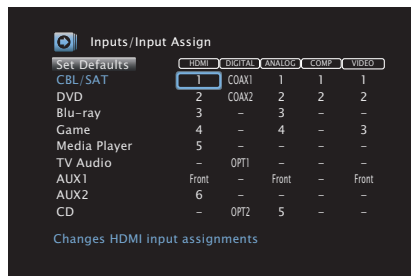 Inputs/Input Assign
Set Defaults HDMI DIGITAL ANALOG COMP VIDEO
CBL/SAT 1 COAX1 1 1 1
DVD 2 COAX2 2 2 2
Blu-ray 3 – 3 – –
Game 4 – 4 – 3
Media Player 5 – – – –
TV Audio – OPT1 – – –
AUX1 Front – Front – Front
AUX2 6 – – – –
CD – OPT2 5 – –
Changes HDMI input assignments